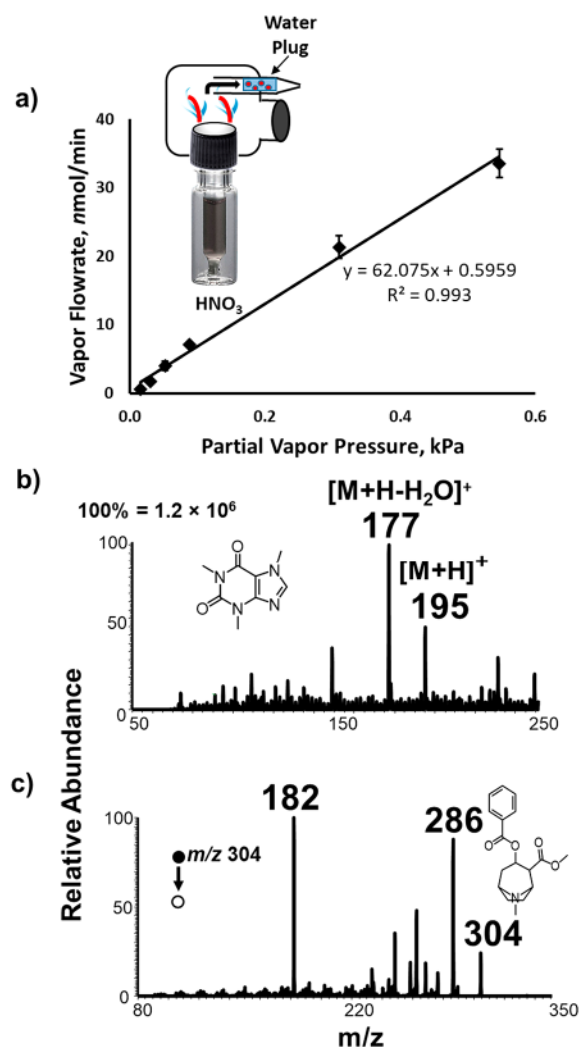 Water
Plug
a)
40
30
20
10
0
Vapor Flowrate, nmol/min
HNO₃
y = 62.075x + 0.5959
R² = 0.993
0.0
0.2
0.4
0.6
Partial Vapor Pressure, kPa
b)
[M+H-H₂O]⁺
100% = 1.2 × 10⁶
177
[M+H]⁺
195
100
50
0
O
N
N
O
N
N
50
150
250
Relative Abundance
c)
182
286
304
100
50
0
m/z 304
O
O
O
O
N
80
220
350
m/z